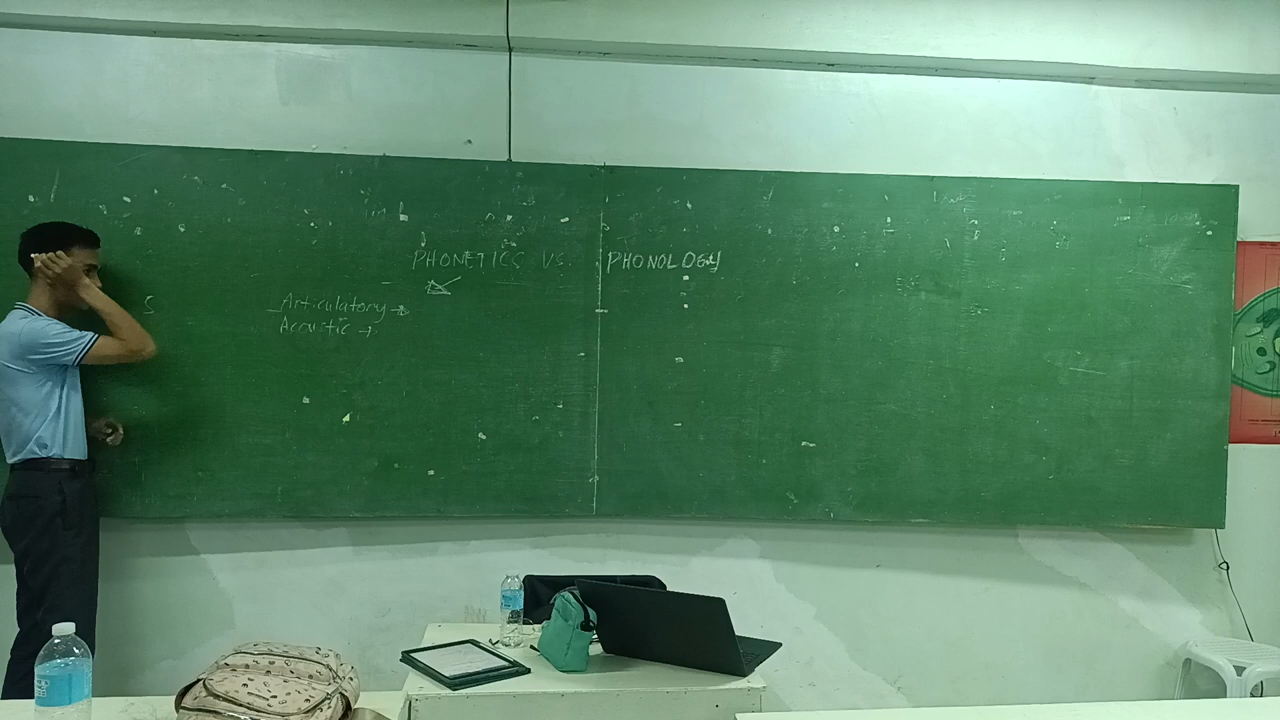 PHONETICS VS. PHONOLOGY
Articulatory →
Acoustic →